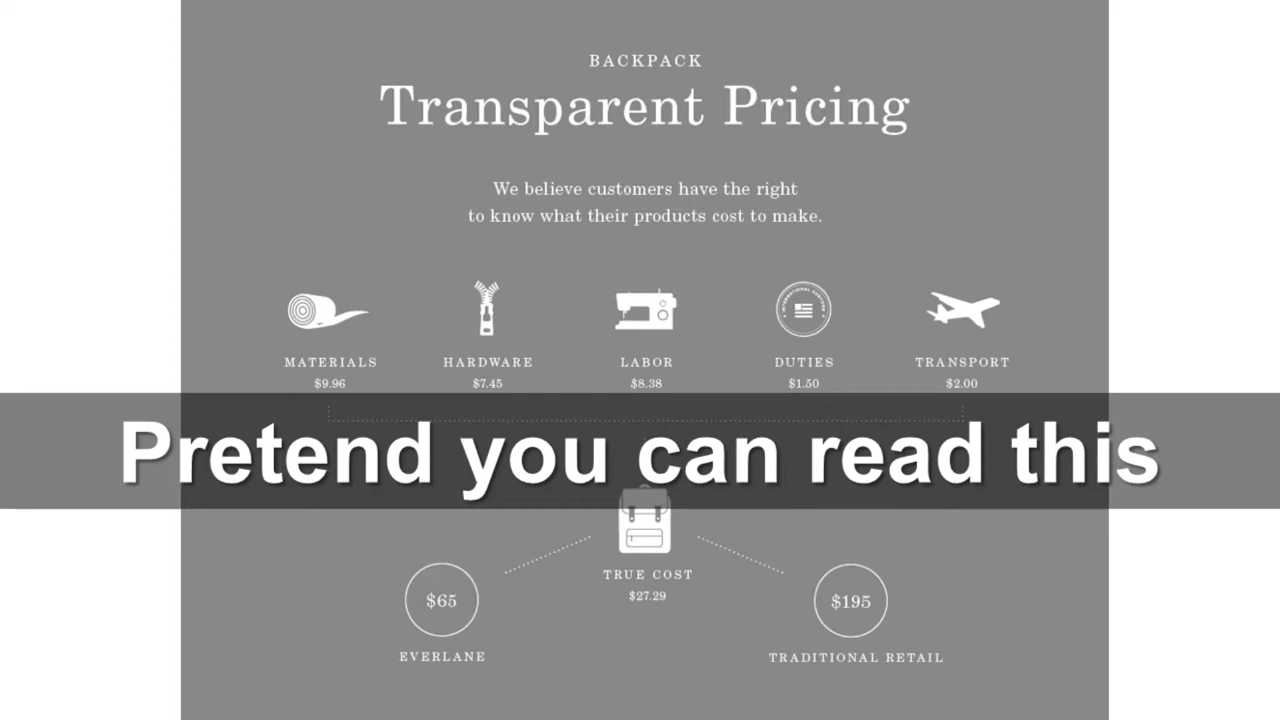 BACKPACK
Transparent Pricing
We believe customers have the right
to know what their products cost to make.
MATERIALS HARDWARE LABOR DUTIES TRANSPORT
$9.96 $7.45 $8.38 $1.50 $2.00
Pretend you can read this
TRUE COST
$27.29
$65 $195
EVERLANE TRADITIONAL RETAIL